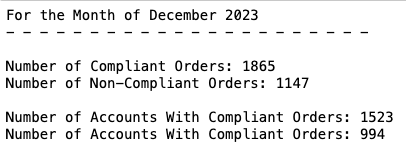 For the Month of December 2023
- - - - - - - - - - - - - - - - - - - - - -
Number of Compliant Orders: 1865
Number of Non-Compliant Orders: 1147
Number of Accounts With Compliant Orders: 1523
Number of Accounts With Compliant Orders: 994